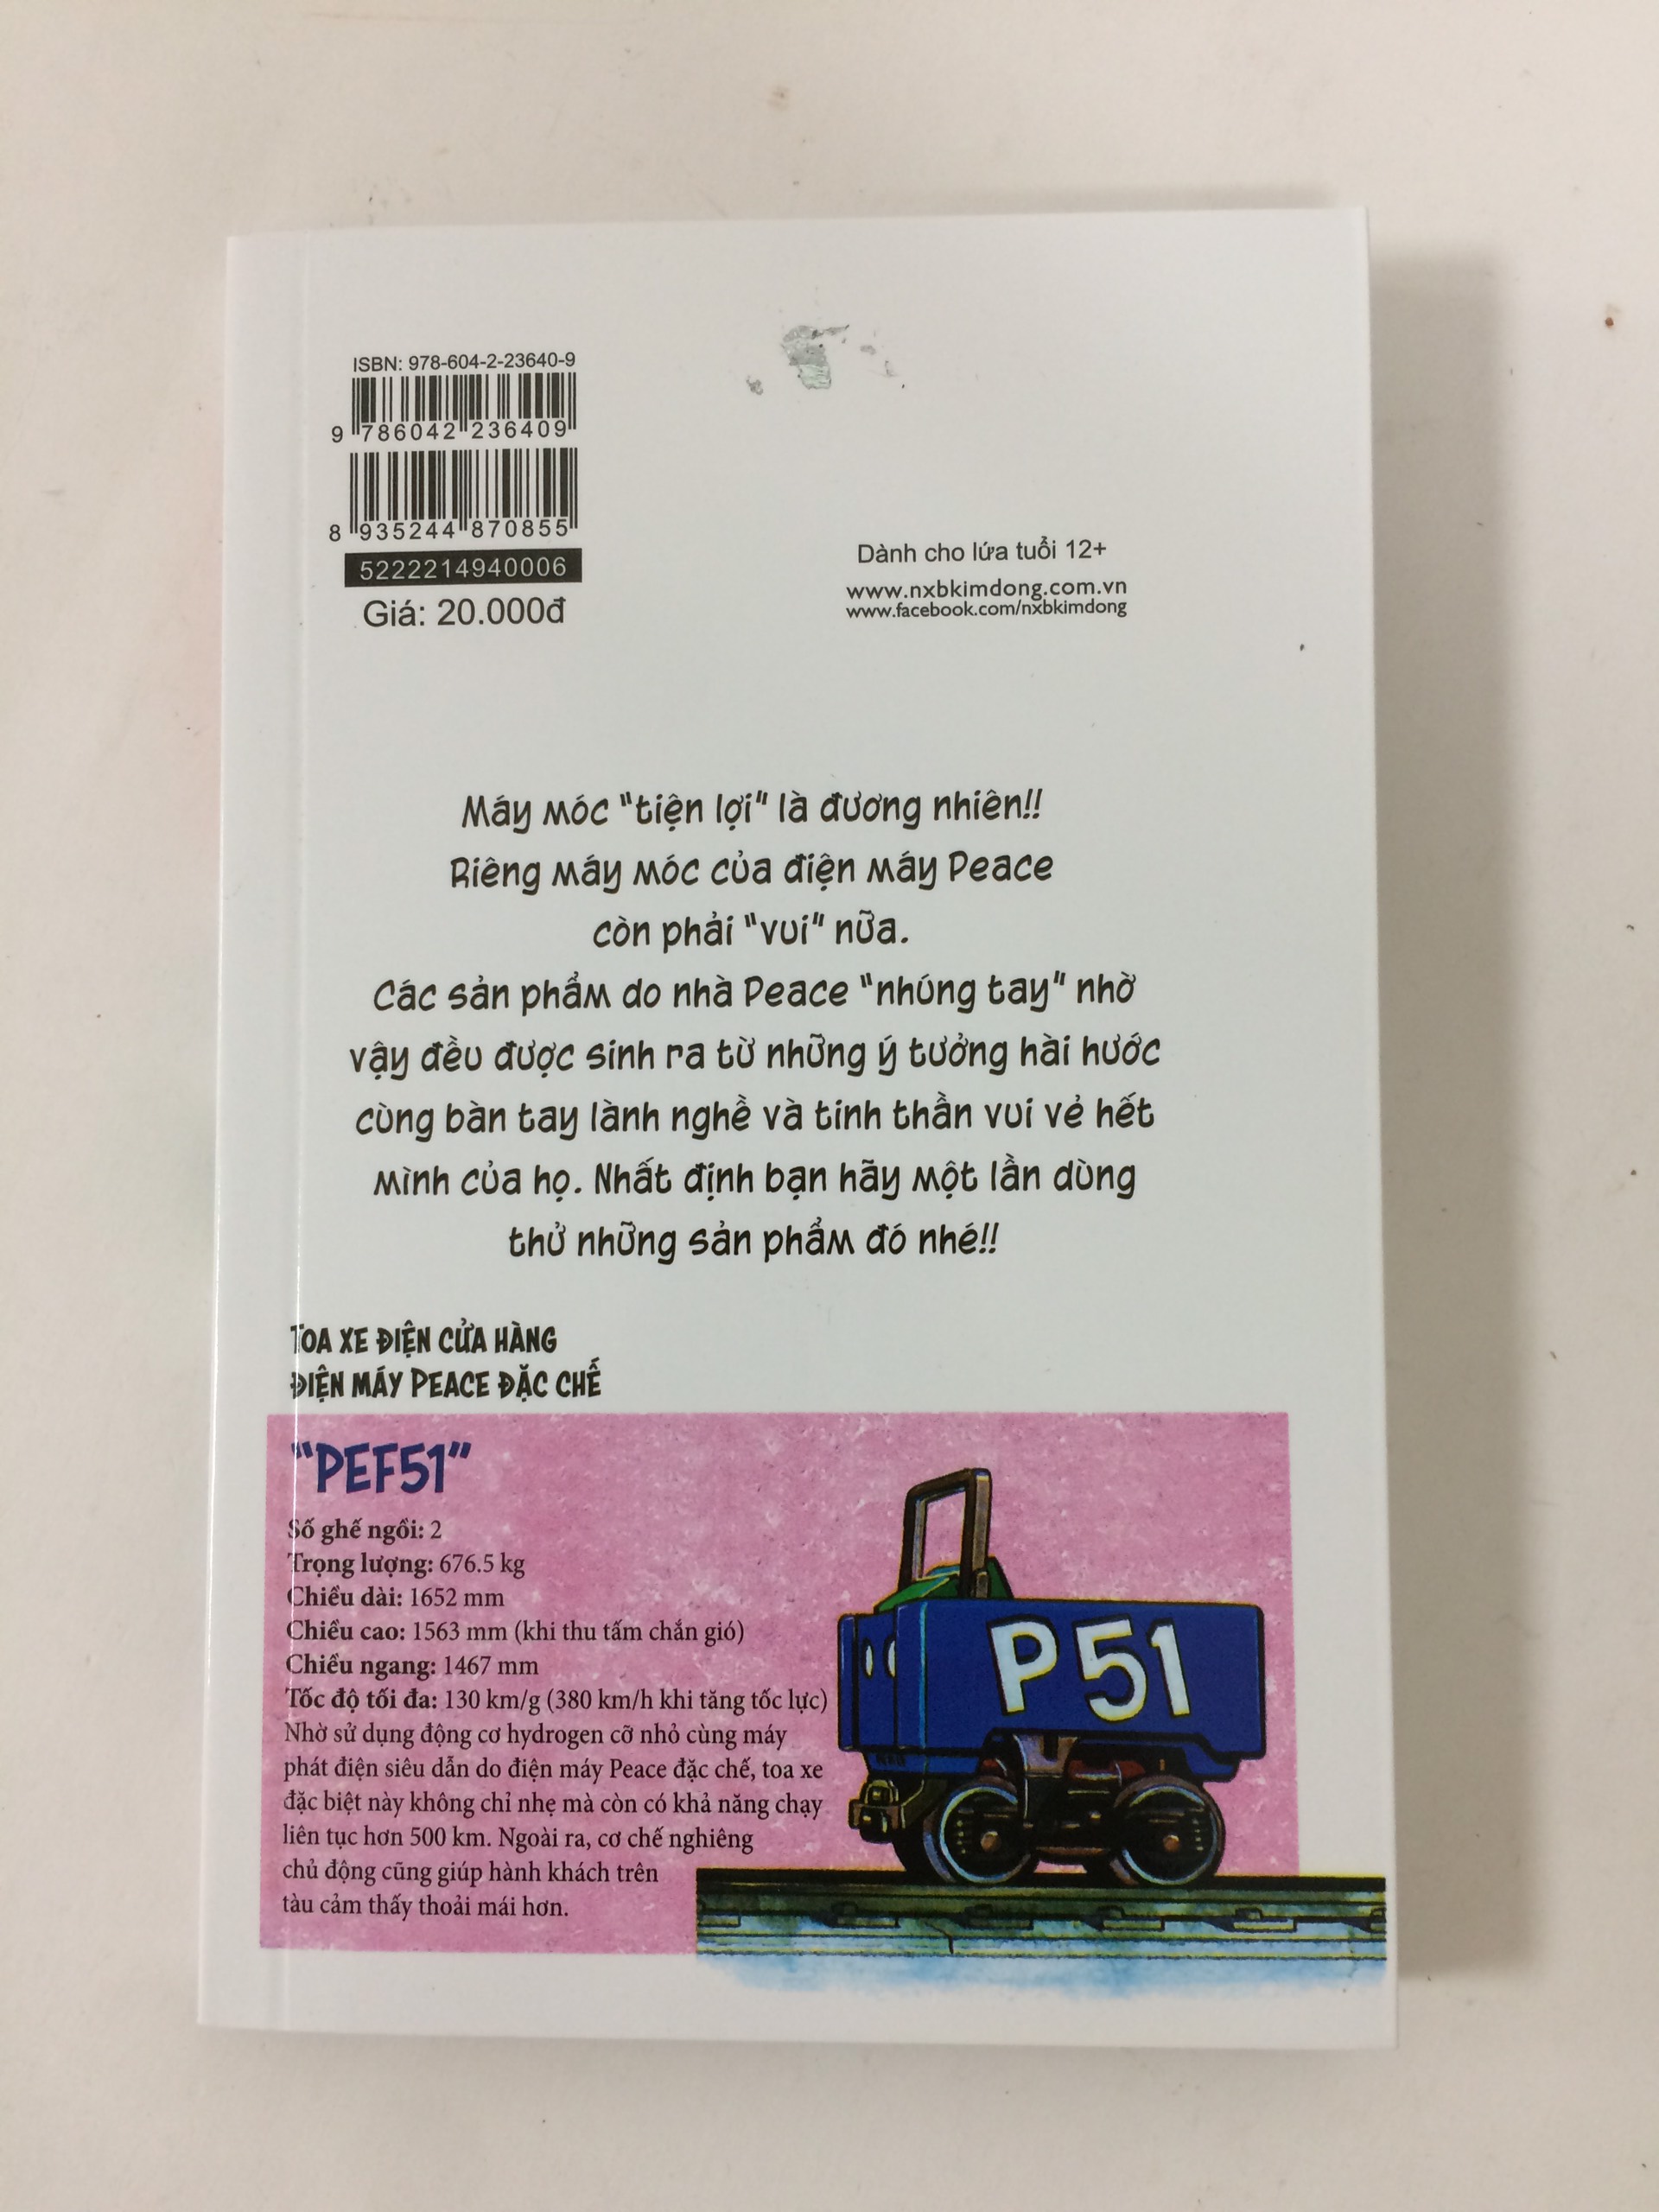 ISBN: 978-604-2-23640-9
9 786042 236409
8 935244 870855
5222214940006
Giá: 20.000đ
Dành cho lứa tuổi 12+
www.nxbkimdong.com.vn
www.facebook.com/nxbkimdong
Máy móc "tiện lợi" là đương nhiên!!
Riêng máy móc của điện máy Peace
còn phải "vui" nữa.
Các sản phẩm do nhà Peace "nhúng tay" nhờ
vậy đều được sinh ra từ những ý tưởng hài hước
cùng bàn tay lành nghề và tinh thần vui vẻ hết
mình của họ. Nhất định bạn hãy một lần dùng
thử những sản phẩm đó nhé!!
TOA XE ĐIỆN CỬA HÀNG
ĐIỆN MÁY PEACE ĐẶC CHẾ
"PEF51"
Số ghế ngồi: 2
Trọng lượng: 676.5 kg
Chiều dài: 1652 mm
Chiều cao: 1563 mm (khi thu tấm chắn gió)
Chiều ngang: 1467 mm
Tốc độ tối đa: 130 km/g (380 km/h khi tăng tốc lực)
Nhờ sử dụng động cơ hydrogen cỡ nhỏ cùng máy
phát điện siêu dẫn do điện máy Peace đặc chế, toa xe
đặc biệt này không chỉ nhẹ mà còn có khả năng chạy
liên tục hơn 500 km. Ngoài ra, cơ chế nghiêng
chủ động cũng giúp hành khách trên
tàu cảm thấy thoải mái hơn.
P51